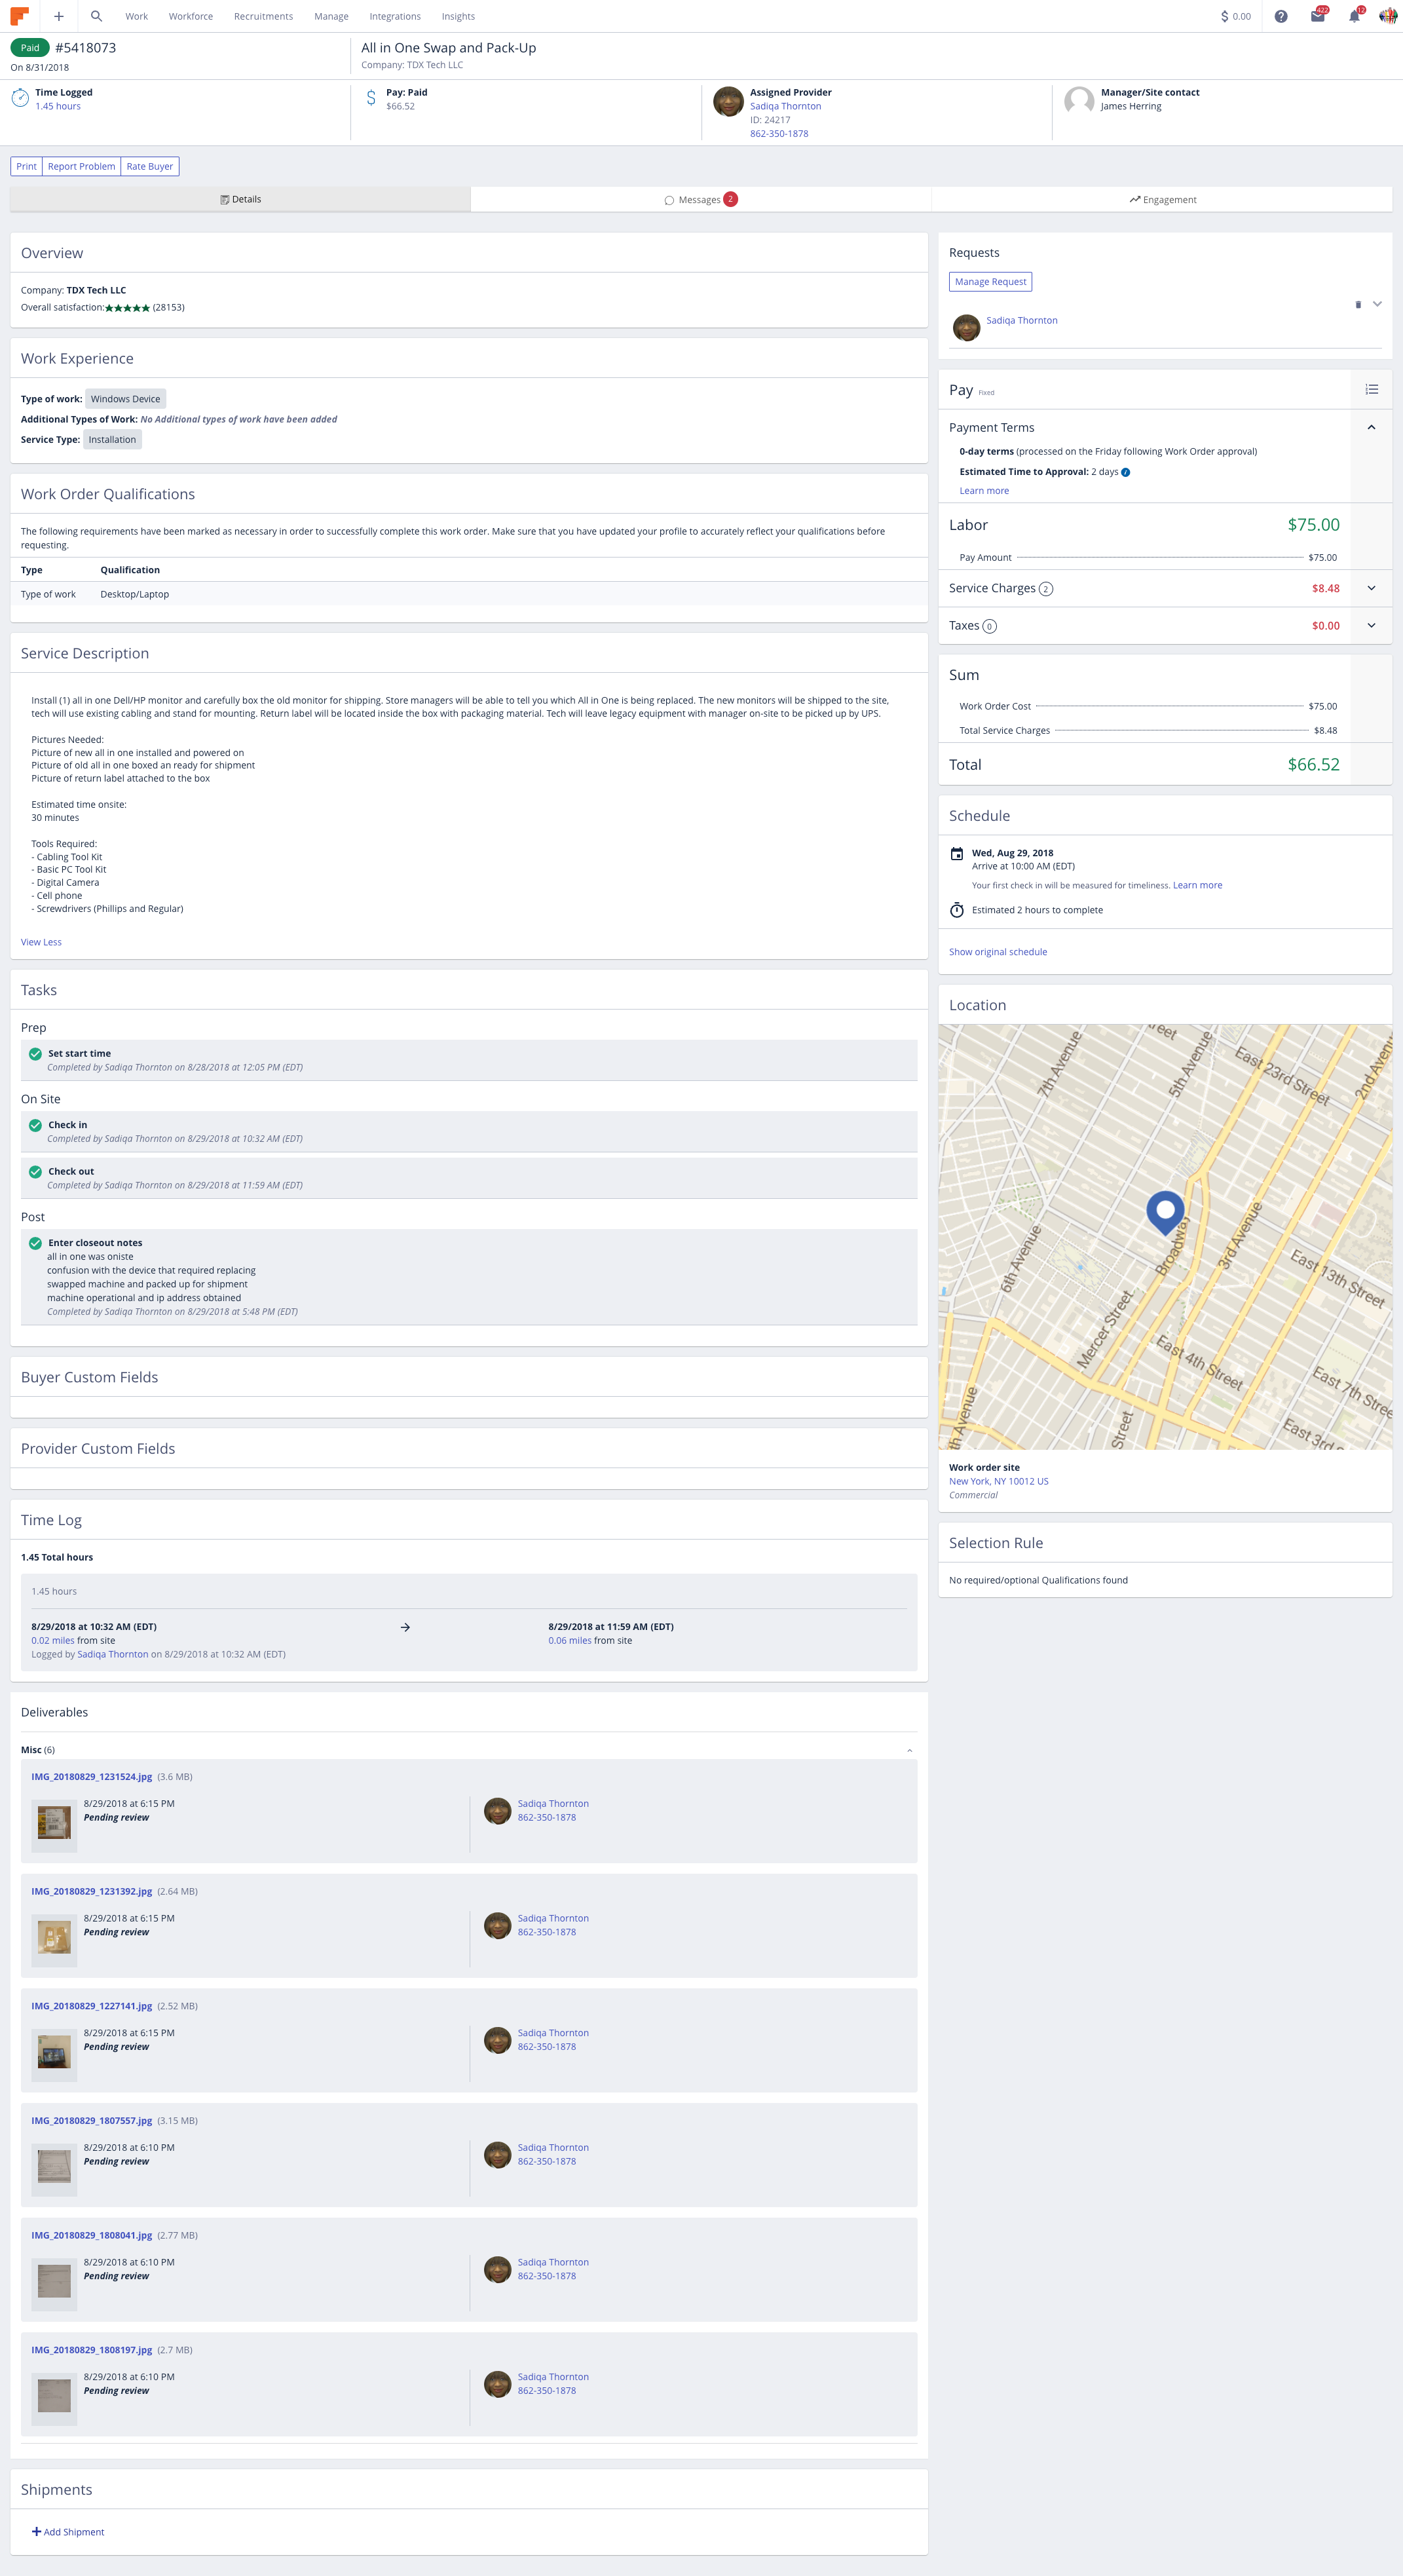 Work Workforce Recruitments Manage Integrations Insights $ 0.00 422 12
Paid #5418073
On 8/31/2018
All in One Swap and Pack-Up
Company: TDX Tech LLC
Time Logged
1.45 hours
Pay: Paid
$66.52
Assigned Provider
Sadiqa Thornton
ID: 24217
862-350-1878
Manager/Site contact
James Herring
Print Report Problem Rate Buyer
Details Messages 2 Engagement
Overview
Company: TDX Tech LLC
Overall satisfaction:★★★★★ (28153)
Work Experience
Type of work: Windows Device
Additional Types of Work: No Additional types of work have been added
Service Type: Installation
Work Order Qualifications
The following requirements have been marked as necessary in order to successfully complete this work order. Make sure that you have updated your profile to accurately reflect your qualifications before
requesting.
Type Qualification
Type of work Desktop/Laptop
Service Description
Install (1) all in one Dell/HP monitor and carefully box the old monitor for shipping. Store managers will be able to tell you which All in One is being replaced. The new monitors will be shipped to the site,
tech will use existing cabling and stand for mounting. Return label will be located inside the box with packaging material. Tech will leave legacy equipment with manager on-site to be picked up by UPS.
Pictures Needed:
Picture of new all in one installed and powered on
Picture of old all in one boxed an ready for shipment
Picture of return label attached to the box
Estimated time onsite:
30 minutes
Tools Required:
- Cabling Tool Kit
- Basic PC Tool Kit
- Digital Camera
- Cell phone
- Screwdrivers (Phillips and Regular)
View Less
Tasks
Prep
Set start time
Completed by Sadiqa Thornton on 8/28/2018 at 12:05 PM (EDT)
On Site
Check in
Completed by Sadiqa Thornton on 8/29/2018 at 10:32 AM (EDT)
Check out
Completed by Sadiqa Thornton on 8/29/2018 at 11:59 AM (EDT)
Post
Enter closeout notes
all in one was oniste
confusion with the device that required replacing
swapped machine and packed up for shipment
machine operational and ip address obtained
Completed by Sadiqa Thornton on 8/29/2018 at 5:48 PM (EDT)
Buyer Custom Fields
Provider Custom Fields
Time Log
1.45 Total hours
1.45 hours
8/29/2018 at 10:32 AM (EDT) → 8/29/2018 at 11:59 AM (EDT)
0.02 miles from site 0.06 miles from site
Logged by Sadiqa Thornton on 8/29/2018 at 10:32 AM (EDT)
Deliverables
Misc (6)
IMG_20180829_1231524.jpg (3.6 MB)
8/29/2018 at 6:15 PM Sadiqa Thornton
Pending review 862-350-1878
IMG_20180829_1231392.jpg (2.64 MB)
8/29/2018 at 6:15 PM Sadiqa Thornton
Pending review 862-350-1878
IMG_20180829_1227141.jpg (2.52 MB)
8/29/2018 at 6:15 PM Sadiqa Thornton
Pending review 862-350-1878
IMG_20180829_1807557.jpg (3.15 MB)
8/29/2018 at 6:10 PM Sadiqa Thornton
Pending review 862-350-1878
IMG_20180829_1808041.jpg (2.77 MB)
8/29/2018 at 6:10 PM Sadiqa Thornton
Pending review 862-350-1878
IMG_20180829_1808197.jpg (2.7 MB)
8/29/2018 at 6:10 PM Sadiqa Thornton
Pending review 862-350-1878
Shipments
Add Shipment
Requests
Manage Request
Sadiqa Thornton
Pay Fixed
Payment Terms
0-day terms (processed on the Friday following Work Order approval)
Estimated Time to Approval: 2 days
Learn more
Labor $75.00
Pay Amount $75.00
Service Charges 2 $8.48
Taxes 0 $0.00
Sum
Work Order Cost $75.00
Total Service Charges $8.48
Total $66.52
Schedule
Wed, Aug 29, 2018
Arrive at 10:00 AM (EDT)
Your first check in will be measured for timeliness. Learn more
Estimated 2 hours to complete
Show original schedule
Location
7th Avenue
5th Avenue
East 23rd Street
2nd Avenu
6th Avenue
Broadway
3rd Avenue
East 13th Street
Mercer Street
East 4th Street
East 7th Stree
th Avenue
Street
East 3rd S
reet
Work order site
New York, NY 10012 US
Commercial
Selection Rule
No required/optional Qualifications found